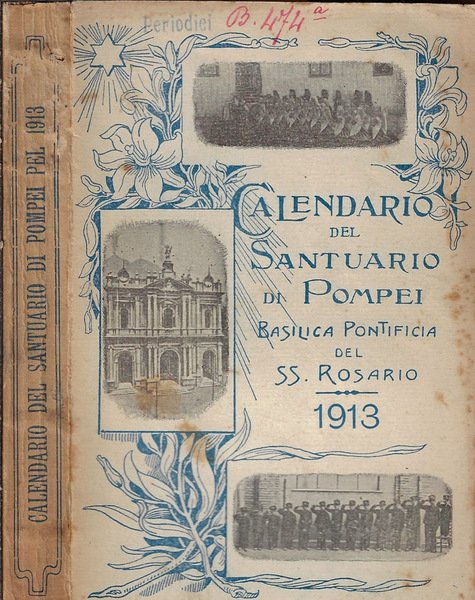 CALENDARIO DEL SANTUARIO DI POMPEI PEL 1913
Periodici
B. 474ª
CALENDARIO
DEL
SANTUARIO
DI POMPEI
BASILICA PONTIFICIA
DEL
SS. ROSARIO
1913